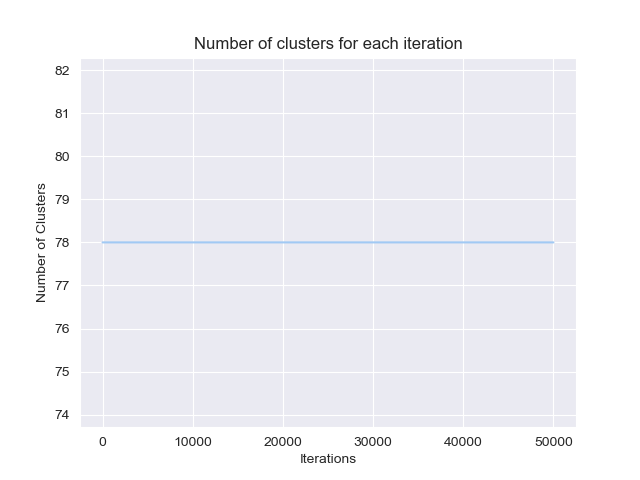 Number of clusters for each iteration
82
81
80
79
78
77
76
75
74
Number of Clusters
0 10000 20000 30000 40000 50000
Iterations